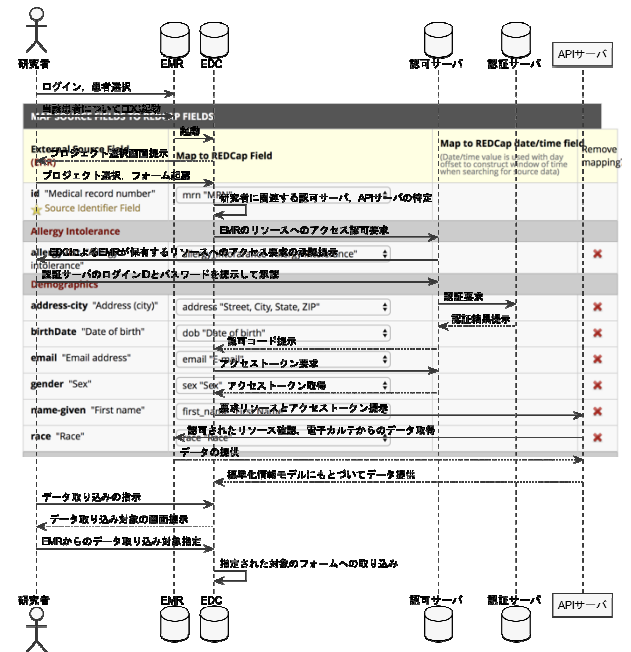 研究者
EMR
EDC
認可サーバ
認証サーバ
APIサーバ
ログイン，患者選択
当該患者についてEDC起動
MAP SOURCE FIELDS TO REDCAP FIELDS
起動
External Source Field
(EMR)
プロジェクト選択画面提示
Map to REDCap Field
Map to REDCap date/time field
(Date/time value is used with day
offset to construct window of time
when searching for source data)
Remove
mapping
プロジェクト選択，フォーム起票
id "Medical record number"
Source Identifier Field
研究者に関連する認可サーバ，APIサーバの特定
EMRのリソースへのアクセス認可要求
Allergy Intolerance
EDCによるEMRが保有するリソースへのアクセス要求の承認提示
intolerance"
認証サーバのログインIDとパスワードを提示して承認
Demographics
認証要求
address-city "Address (city)"
address "Street, City, State, ZIP"
認証結果提示
birthDate "Date of birth"
dob "Date of birth"
認可コード提示
email "Email address"
email "E-mail"
アクセストークン要求
gender "Sex"
sex "Sex"
アクセストークン取得
name-given "First name"
要求リソースとアクセストークン提示
認可されたリソース確認，電子カルテからのデータ取得
race "Race"
race "Race"
データの提供
標準化情報モデルにもとづいてデータ提供
データ取り込みの指示
データ取り込み対象の画面提示
EMRからのデータ取り込み対象指定
指定された対象のフォームへの取り込み
研究者
EMR
EDC
認可サーバ
認証サーバ
APIサーバ